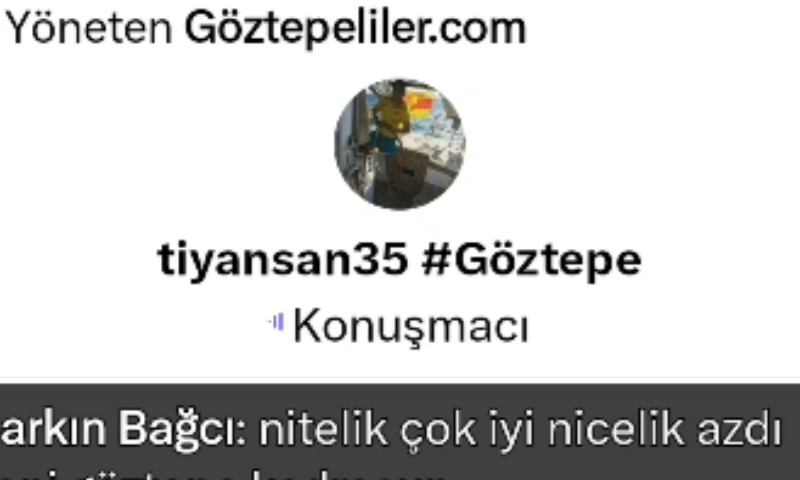 Yöneten Göztepeliler.com
tiyansan35 #Göztepe
Konuşmacı
arkın Bağcı: nitelik çok iyi nicelik azdı